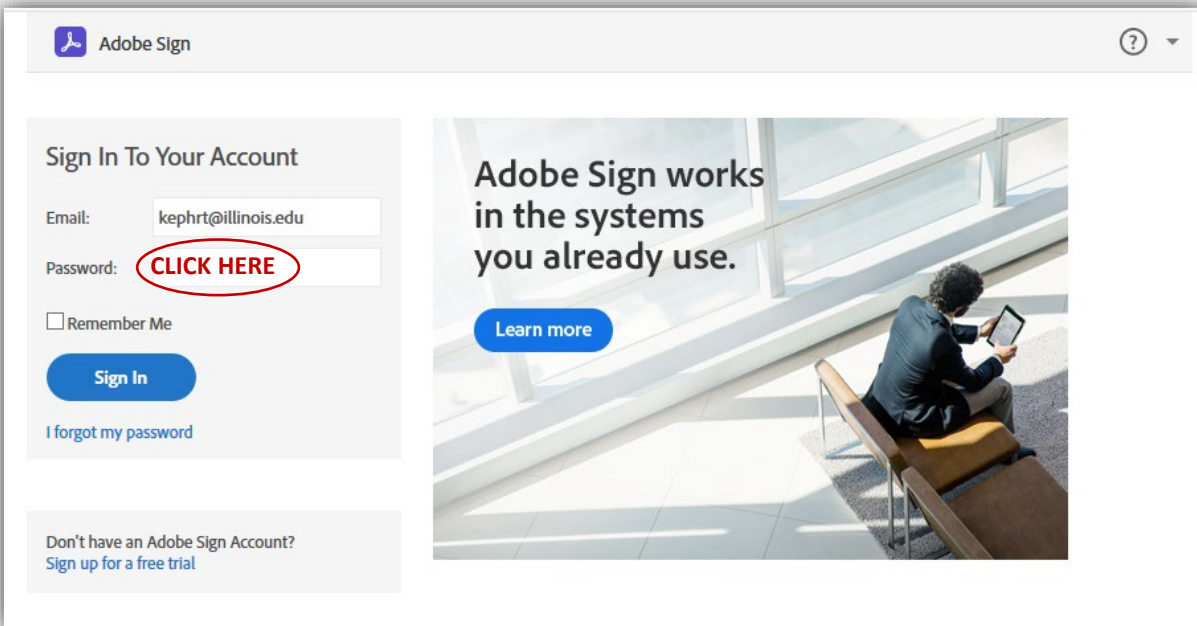 Adobe Sign
?
Sign In To Your Account
Email: kephrt@illinois.edu
Password: CLICK HERE
Remember Me
Sign In
I forgot my password
Don't have an Adobe Sign Account?
Sign up for a free trial
Adobe Sign works
in the systems
you already use.
Learn more